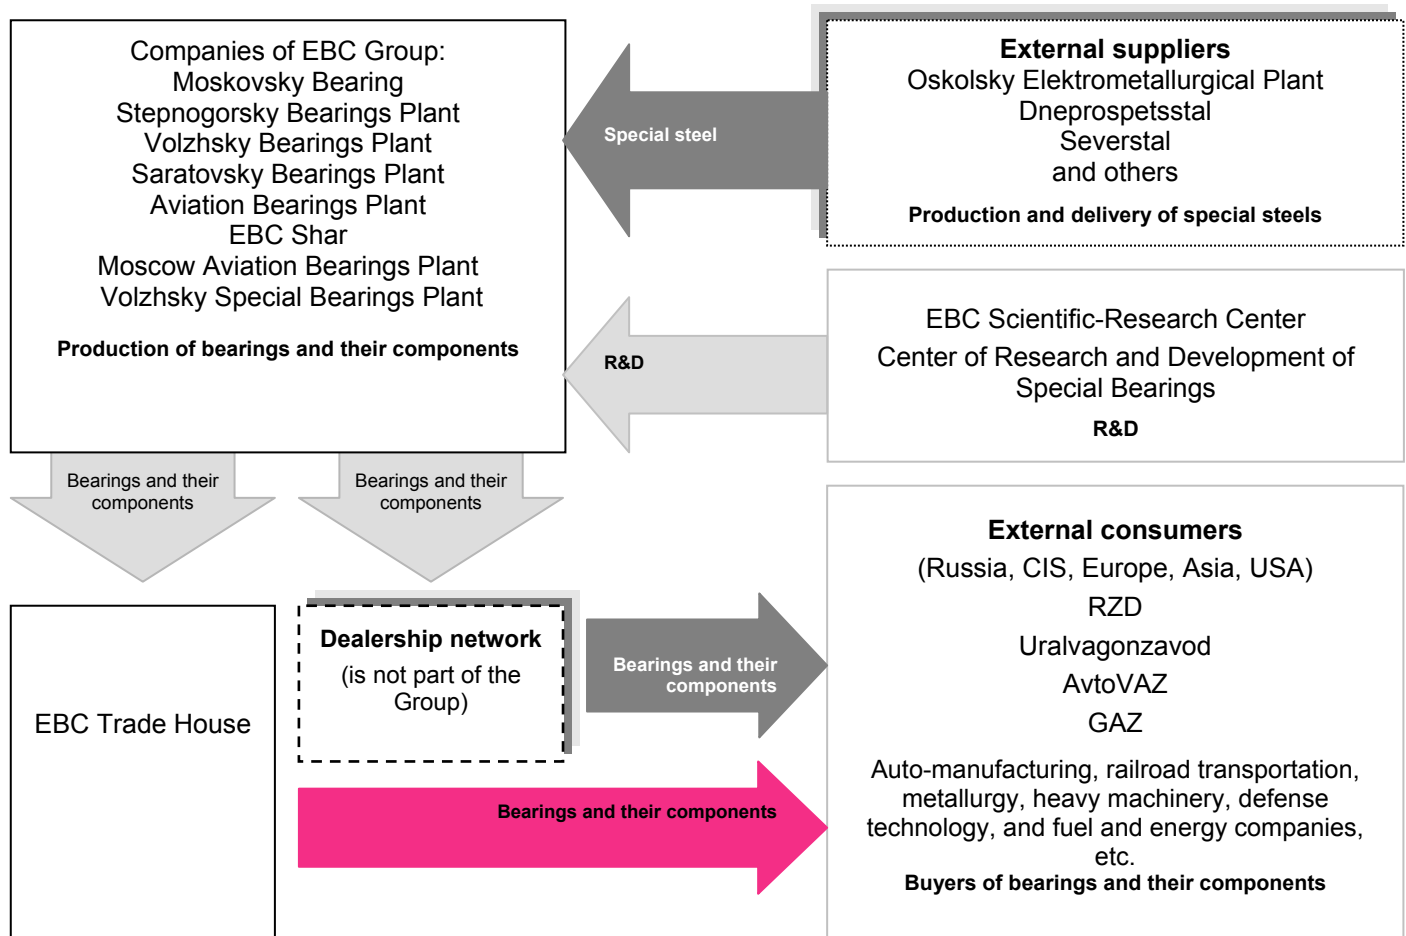 Companies of EBC Group:
Moskovsky Bearing
Stepnogorsky Bearings Plant
Volzhsky Bearings Plant
Saratovsky Bearings Plant
Aviation Bearings Plant
EBC Shar
Moscow Aviation Bearings Plant
Volzhsky Special Bearings Plant
Production of bearings and their components
Special steel
External suppliers
Oskolsky Elektrometallurgical Plant
Dneprospetsstal
Severstal
and others
Production and delivery of special steels
R&D
EBC Scientific-Research Center
Center of Research and Development of
Special Bearings
R&D
Bearings and their
components
Bearings and their
components
EBC Trade House
Dealership network
(is not part of the
Group)
Bearings and their
components
Bearings and their components
External consumers
(Russia, CIS, Europe, Asia, USA)
RZD
Uralvagonzavod
AvtoVAZ
GAZ
Auto-manufacturing, railroad transportation,
metallurgy, heavy machinery, defense
technology, and fuel and energy companies,
etc.
Buyers of bearings and their components